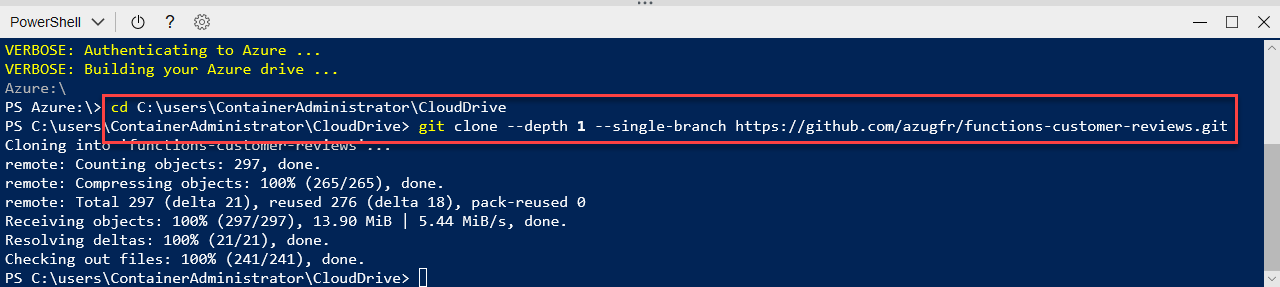 PowerShell ?
VERBOSE: Authenticating to Azure ...
VERBOSE: Building your Azure drive ...
Azure:\
PS Azure:\> cd C:\users\ContainerAdministrator\CloudDrive
PS C:\users\ContainerAdministrator\CloudDrive> git clone --depth 1 --single-branch https://github.com/azugfr/functions-customer-reviews.git
Cloning into 'functions-customer-reviews'...
remote: Counting objects: 297, done.
remote: Compressing objects: 100% (265/265), done.
remote: Total 297 (delta 21), reused 276 (delta 18), pack-reused 0
Receiving objects: 100% (297/297), 13.90 MiB | 5.44 MiB/s, done.
Resolving deltas: 100% (21/21), done.
Checking out files: 100% (241/241), done.
PS C:\users\ContainerAdministrator\CloudDrive>